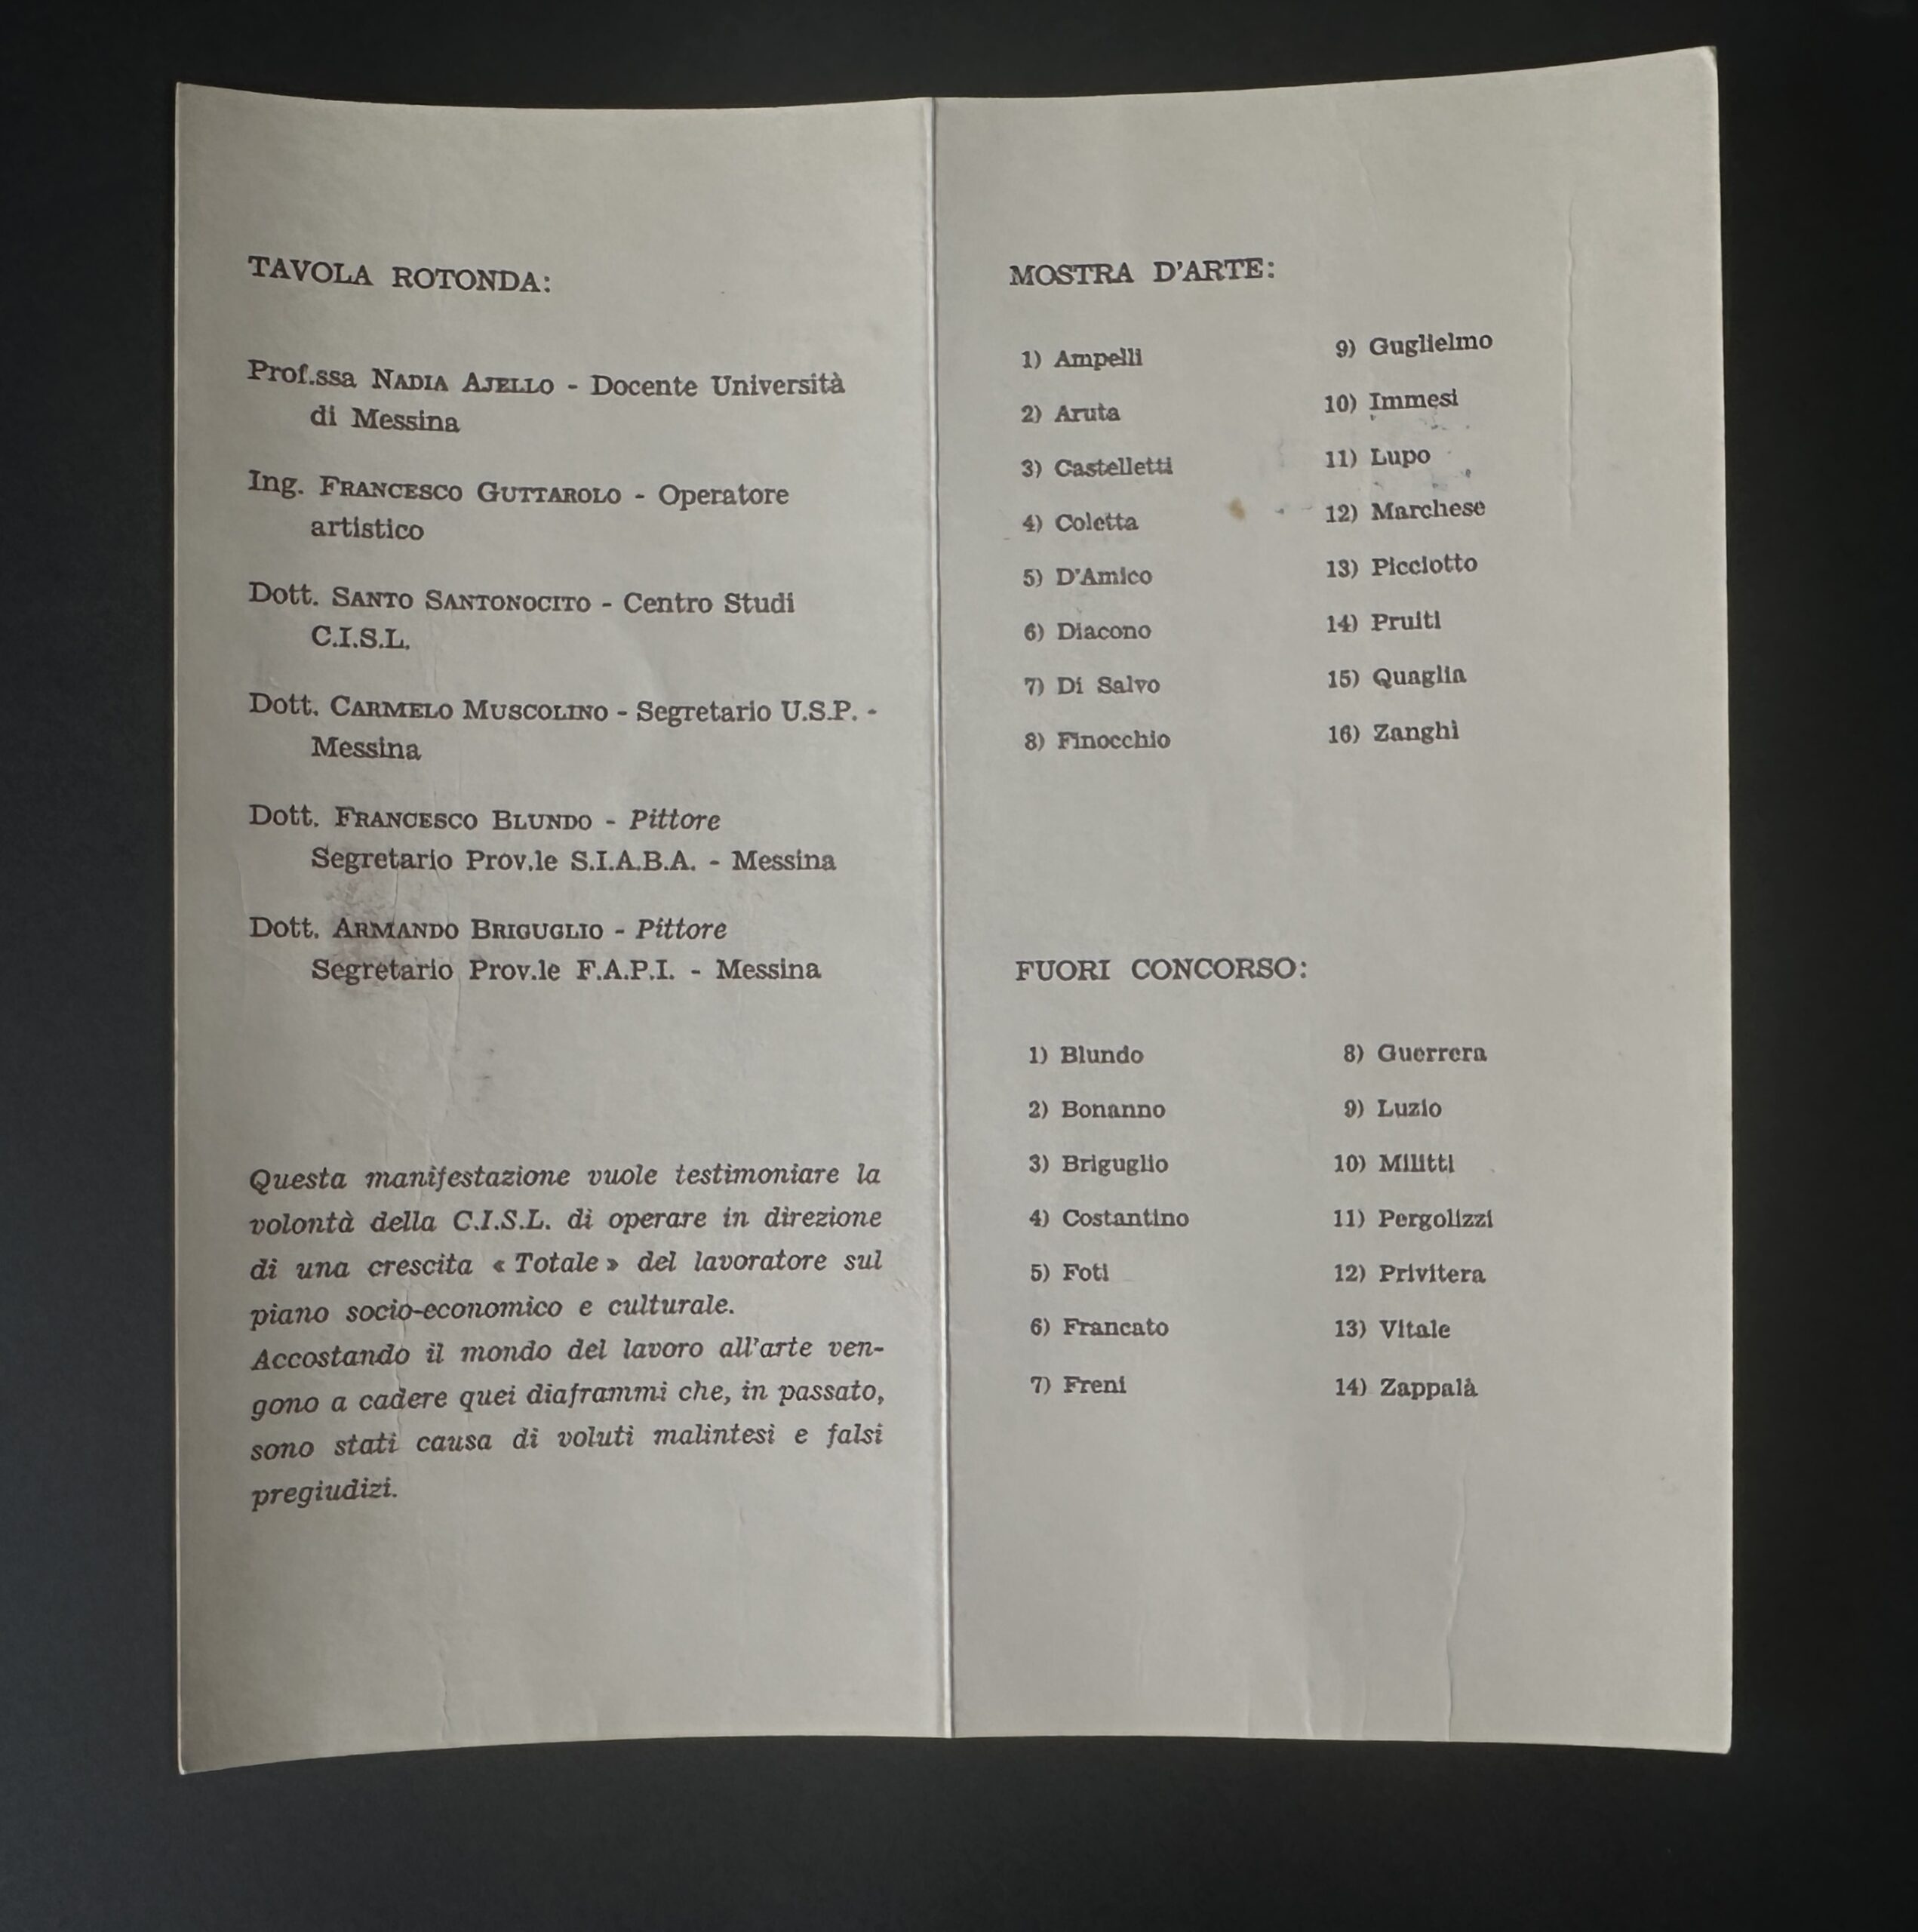 TAVOLA ROTONDA:
Prof.ssa NADIA AJELLO - Docente Università
di Messina
Ing. FRANCESCO GUTTAROLO - Operatore
artistico
Dott. SANTO SANTONOCITO - Centro Studi
C.I.S.L.
Dott. CARMELO MUSCOLINO - Segretario U.S.P. -
Messina
Dott. FRANCESCO BLUNDO - Pittore
Segretario Prov.le S.I.A.B.A. - Messina
Dott. ARMANDO BRIGUGLIO - Pittore
Segretario Prov.le F.A.P.I. - Messina
Questa manifestazione vuole testimoniare la
volontà della C.I.S.L. di operare in direzione
di una crescita « Totale » del lavoratore sul
piano socio-economico e culturale.
Accostando il mondo del lavoro all'arte ven-
gono a cadere quei diaframmi che, in passato,
sono stati causa di voluti malintesi e falsi
pregiudizi.
MOSTRA D'ARTE:
1) Ampelli
2) Aruta
3) Castelletti
4) Coletta
5) D'Amico
6) Diacono
7) Di Salvo
8) Finocchio
9) Guglielmo
10) Immesi
11) Lupo
12) Marchese
13) Picciotto
14) Pruiti
15) Quaglia
16) Zanghì
FUORI CONCORSO:
1) Blundo
2) Bonanno
3) Briguglio
4) Costantino
5) Foti
6) Francato
7) Freni
8) Guerrera
9) Luzio
10) Militti
11) Pergolizzi
12) Privitera
13) Vitale
14) Zappalà